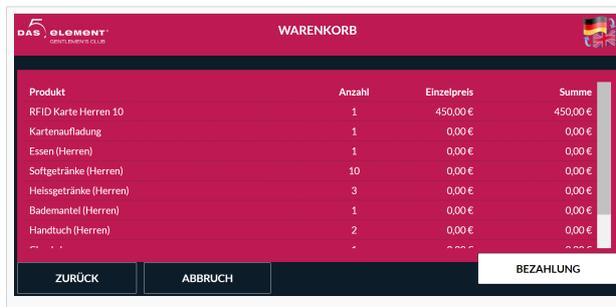 DAS 5. eLement
GENTLEMEN'S CLUB
WARENKORB
Produkt Anzahl Einzelpreis Summe
RFID Karte Herren 10 1 450,00 € 450,00 €
Kartenaufladung 1 0,00 € 0,00 €
Essen (Herren) 1 0,00 € 0,00 €
Softgetränke (Herren) 10 0,00 € 0,00 €
Heissgetränke (Herren) 3 0,00 € 0,00 €
Bademantel (Herren) 1 0,00 € 0,00 €
Handtuch (Herren) 2 0,00 € 0,00 €
ZURÜCK ABBRUCH BEZAHLUNG